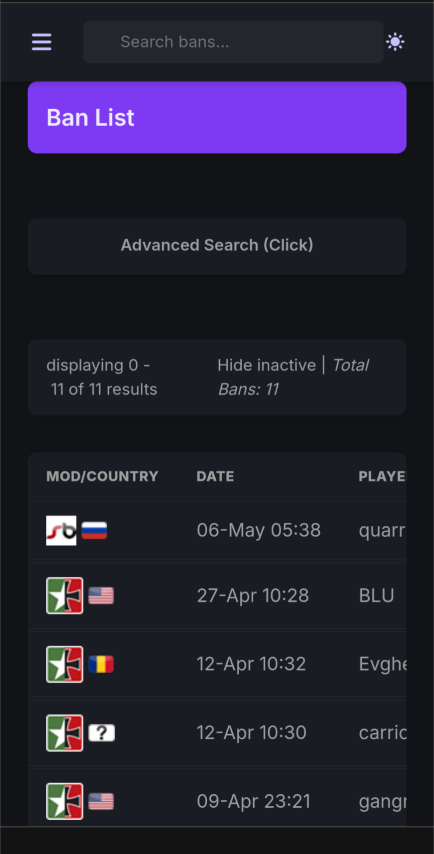 Search bans...
Ban List
Advanced Search (Click)
displaying 0 -
11 of 11 results
Hide inactive | Total
Bans: 11
MOD/COUNTRY DATE PLAYE
sb 06-May 05:38 quarr
27-Apr 10:28 BLU
12-Apr 10:32 Evghe
? 12-Apr 10:30 carric
09-Apr 23:21 gangr